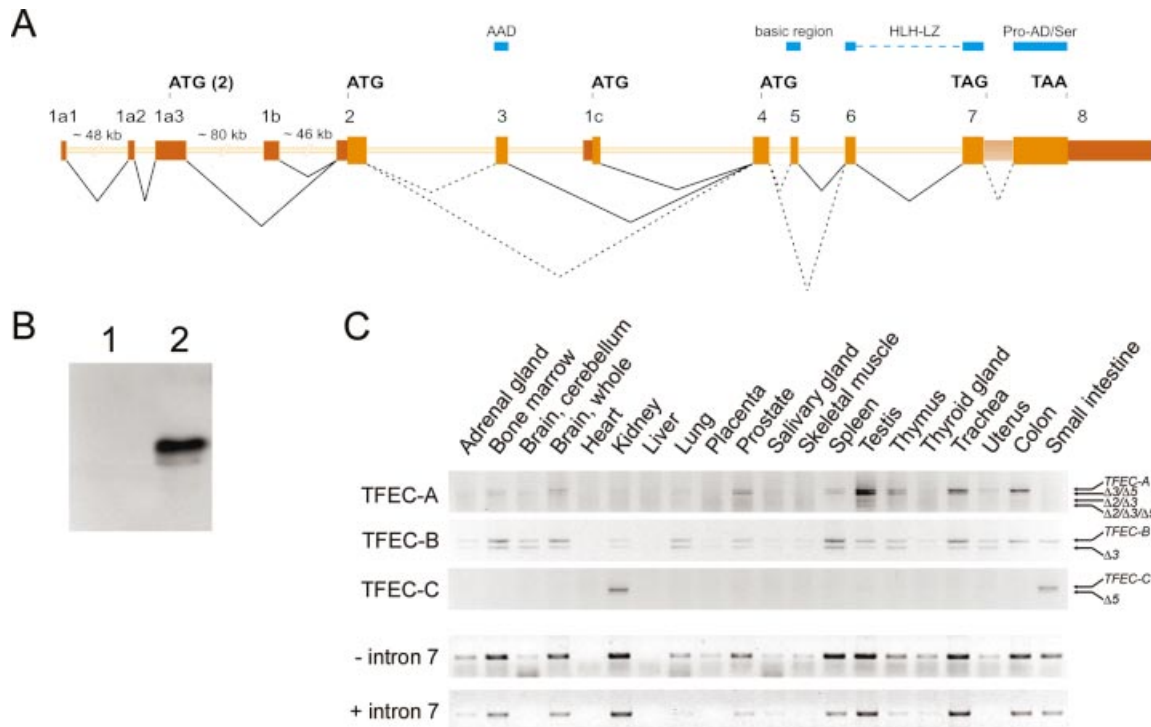 A
AAD basic region HLH-LZ Pro-AD/Ser
ATG (2) ATG ATG ATG TAG TAA
1a1 1a2 1a3 1b 2 3 1c 4 5 6 7 8
~ 48 kb ~ 80 kb ~ 46 kb
B
1 2
C
Adrenal gland
Bone marrow
Brain, cerebellum
Brain, whole
Heart
Kidney
Liver
Lung
Placenta
Prostate
Salivary gland
Skeletal muscle
Spleen
Testis
Thymus
Thyroid gland
Trachea
Uterus
Colon
Small intestine
TFEC-A
TFEC-A
Δ3/Δ5
Δ2/Δ3
Δ2/Δ3/Δ5
TFEC-B
TFEC-B
Δ3
TFEC-C
TFEC-C
Δ5
- intron 7
+ intron 7